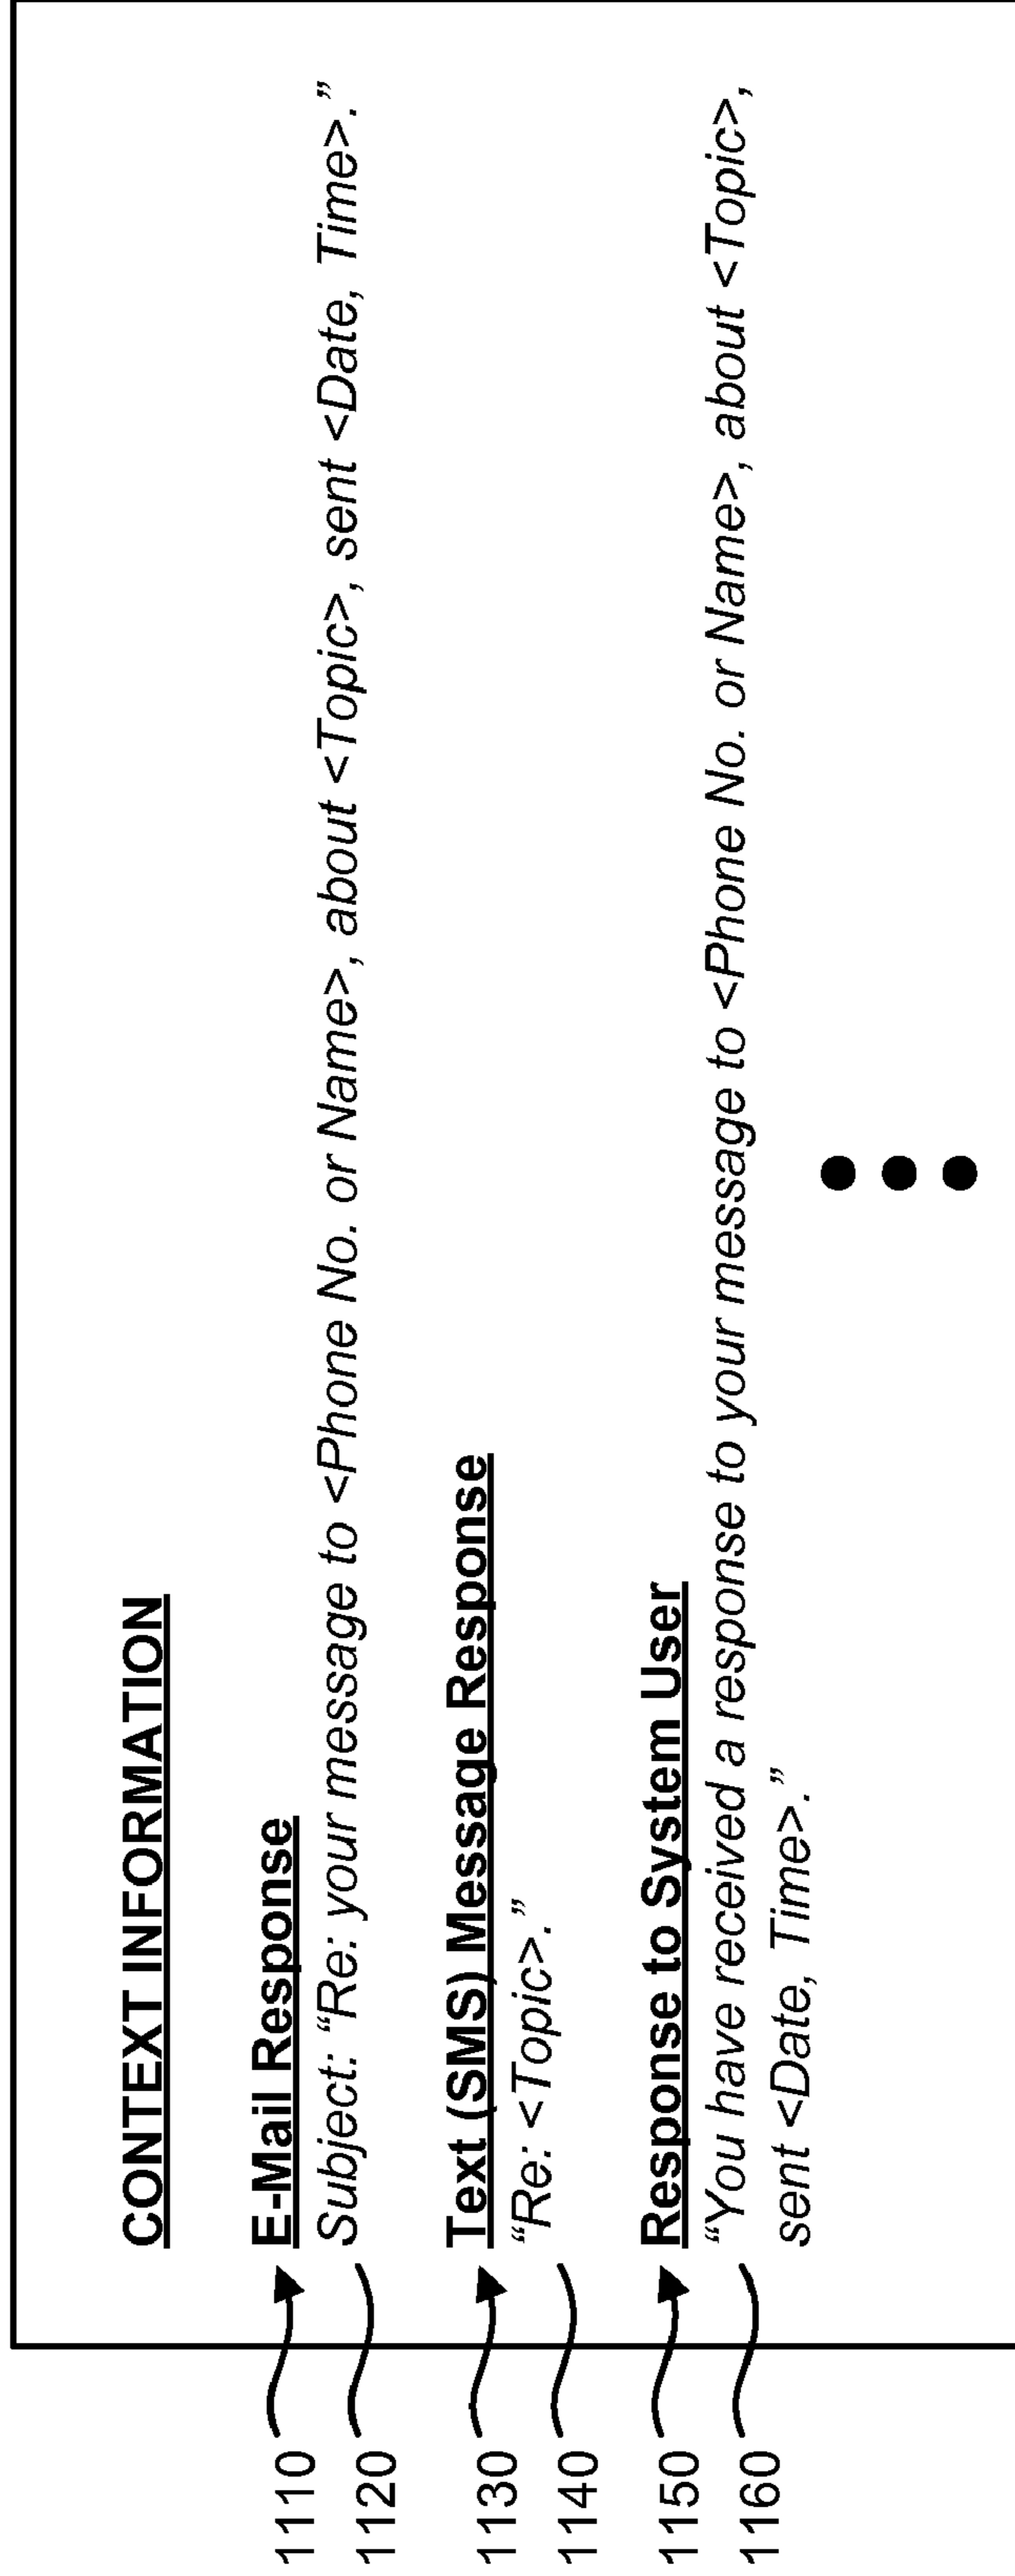 CONTEXT INFORMATION
1110 E-Mail Response
1120 Subject: “Re: your message to <Phone No. or Name>, about <Topic>, sent <Date, Time>.”
1130 Text (SMS) Message Response
1140 “Re: <Topic>.”
1150 Response to System User
1160 “You have received a response to your message to <Phone No. or Name>, about <Topic>,
sent <Date, Time>.”